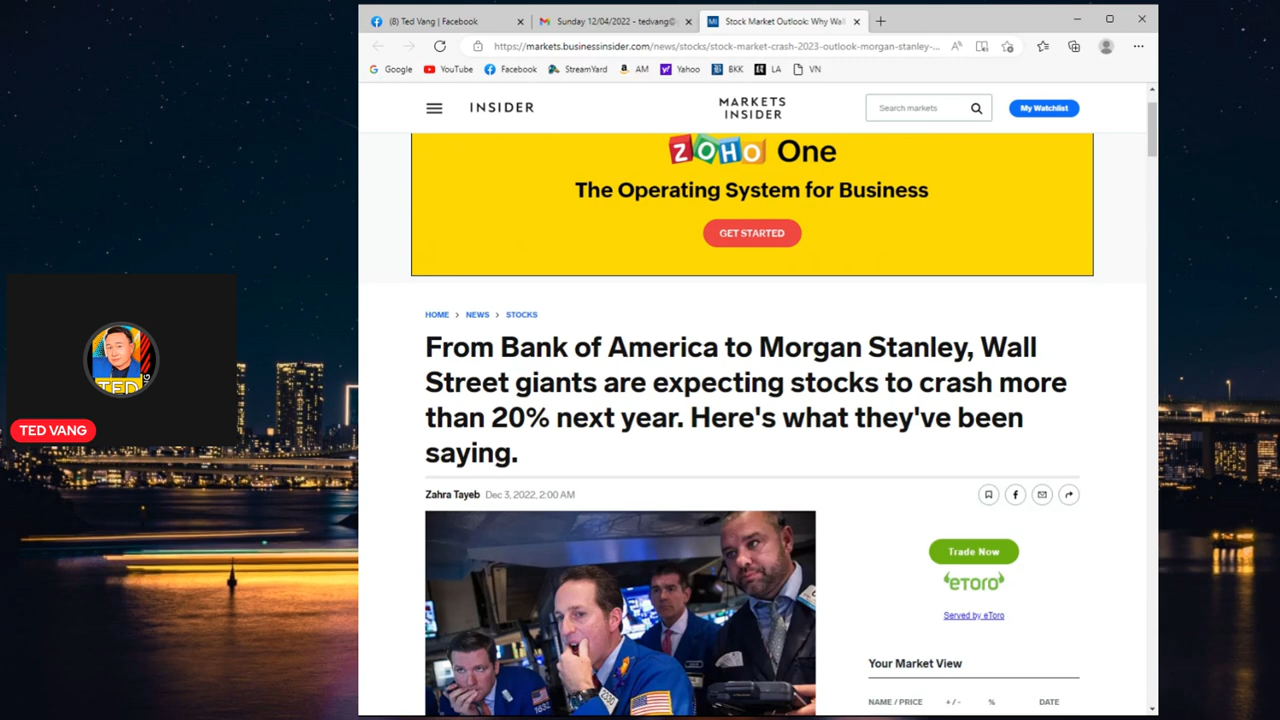 (8) Ted Vang | Facebook
Sunday 12/04/2022 - tedvang@
Stock Market Outlook: Why Wall
https://markets.businessinsider.com/news/stocks/stock-market-crash-2023-outlook-morgan-stanley-...
Google
YouTube
Facebook
StreamYard
AM
Yahoo
BKK
LA
VN
INSIDER
MARKETS
INSIDER
Search markets
My Watchlist
ZOHO One
The Operating System for Business
GET STARTED
HOME > NEWS > STOCKS
From Bank of America to Morgan Stanley, Wall
Street giants are expecting stocks to crash more
than 20% next year. Here's what they've been
saying.
Zahra Tayeb Dec 3, 2022, 2:00 AM
Trade Now
eToro
Served by eToro
Your Market View
NAME / PRICE + / - % DATE
TED
TED VANG